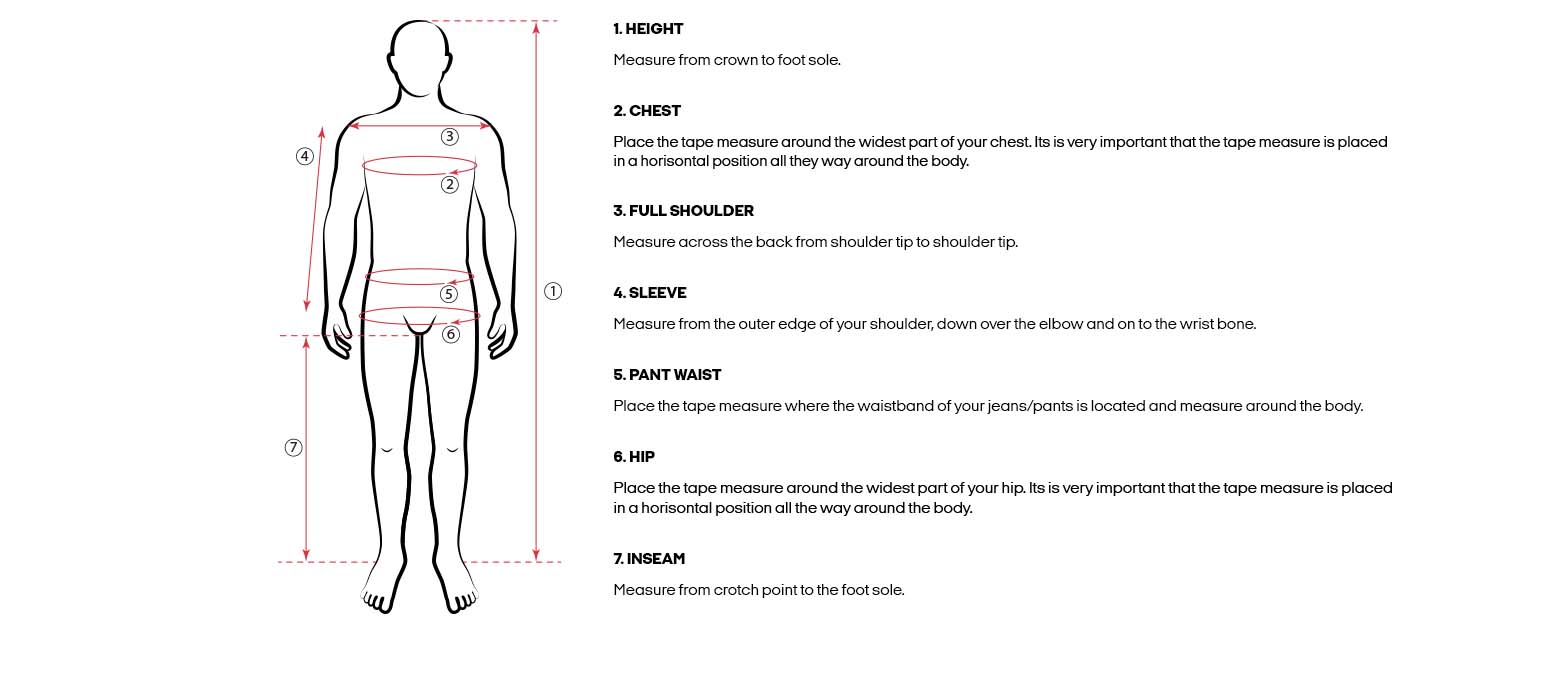 1. HEIGHT
Measure from crown to foot sole.
2. CHEST
Place the tape measure around the widest part of your chest. Its is very important that the tape measure is placed
in a horisontal position all they way around the body.
3. FULL SHOULDER
Measure across the back from shoulder tip to shoulder tip.
4. SLEEVE
Measure from the outer edge of your shoulder, down over the elbow and on to the wrist bone.
5. PANT WAIST
Place the tape measure where the waistband of your jeans/pants is located and measure around the body.
6. HIP
Place the tape measure around the widest part of your hip. Its is very important that the tape measure is placed
in a horisontal position all the way around the body.
7. INSEAM
Measure from crotch point to the foot sole.
3
4
2
1
5
6
7